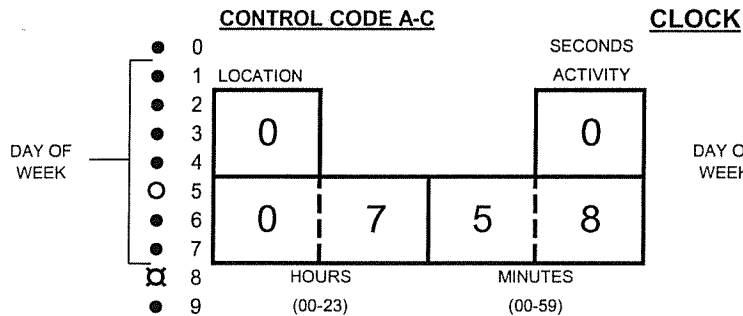 CONTROL CODE A-C
CLOCK
0
SECONDS
1
LOCATION
ACTIVITY
2
3
0
0
4
DAY OF
WEEK
DAY O
WEEK
5
6
0 7 5 8
7
8
HOURS
MINUTES
9
(00-23)
(00-59)